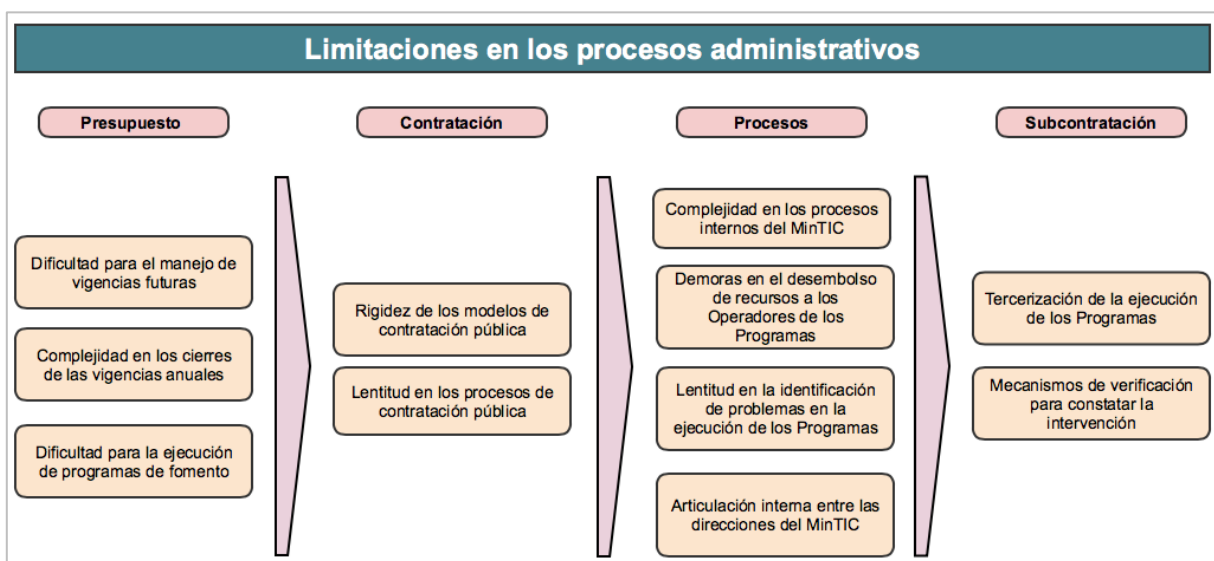 Limitaciones en los procesos administrativos
Presupuesto
Dificultad para el manejo de
vigencias futuras
Complejidad en los cierres
de las vigencias anuales
Dificultad para la ejecución
de programas de fomento
Contratación
Rigidez de los modelos de
contratación pública
Lentitud en los procesos de
contratación pública
Procesos
Complejidad en los procesos
internos del MinTIC
Demoras en el desembolso
de recursos a los
Operadores de los
Programas
Lentitud en la identificación
de problemas en la
ejecución de los Programas
Articulación interna entre las
direcciones del MinTIC
Subcontratación
Tercerización de la ejecución
de los Programas
Mecanismos de verificación
para constatar la
intervención